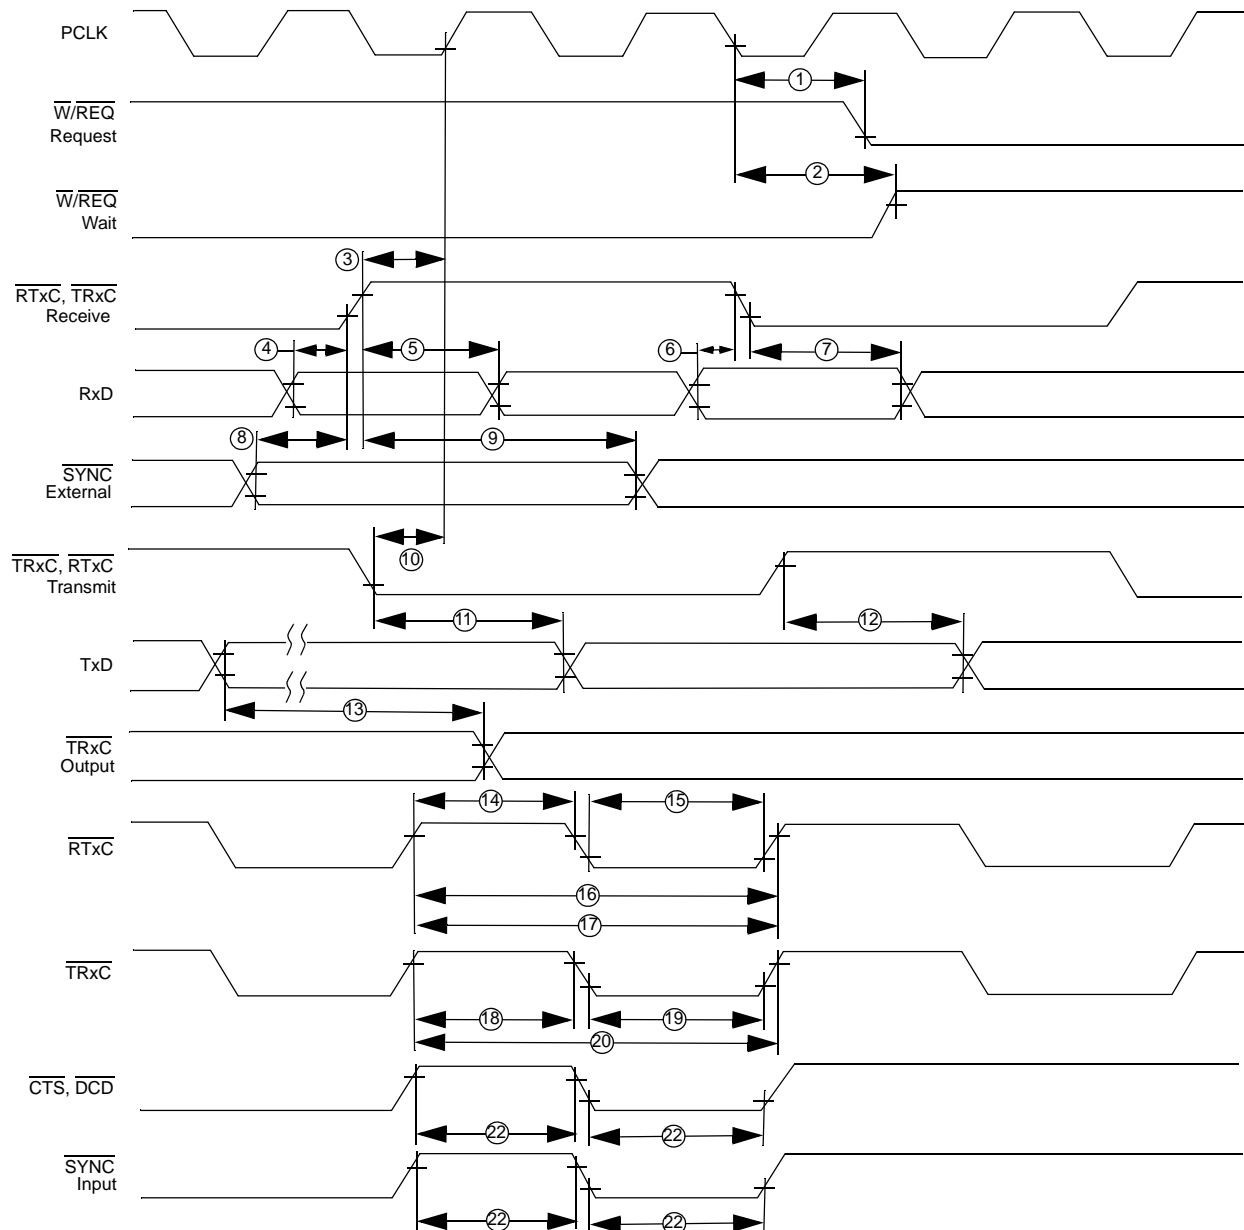 PCLK
1
W/REQ
Request
2
W/REQ
Wait
3
RTxC, TRxC
Receive
4
5
6
7
RxD
8
9
SYNC
External
10
TRxC, RTxC
Transmit
11
12
TxD
13
TRxC
Output
14
15
RTxC
16
17
TRxC
18
19
20
CTS, DCD
22
22
SYNC
Input
22
22